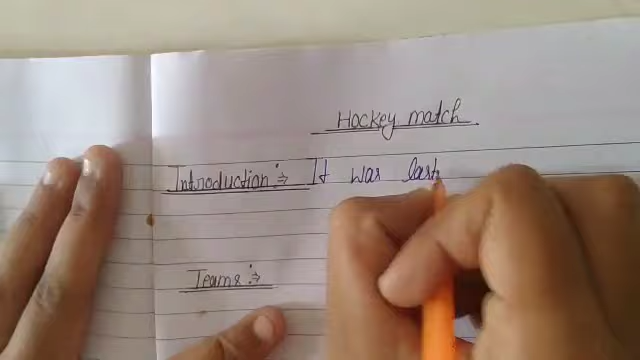 Hockey match
Introduction :⇒ It was last
Teams :⇒